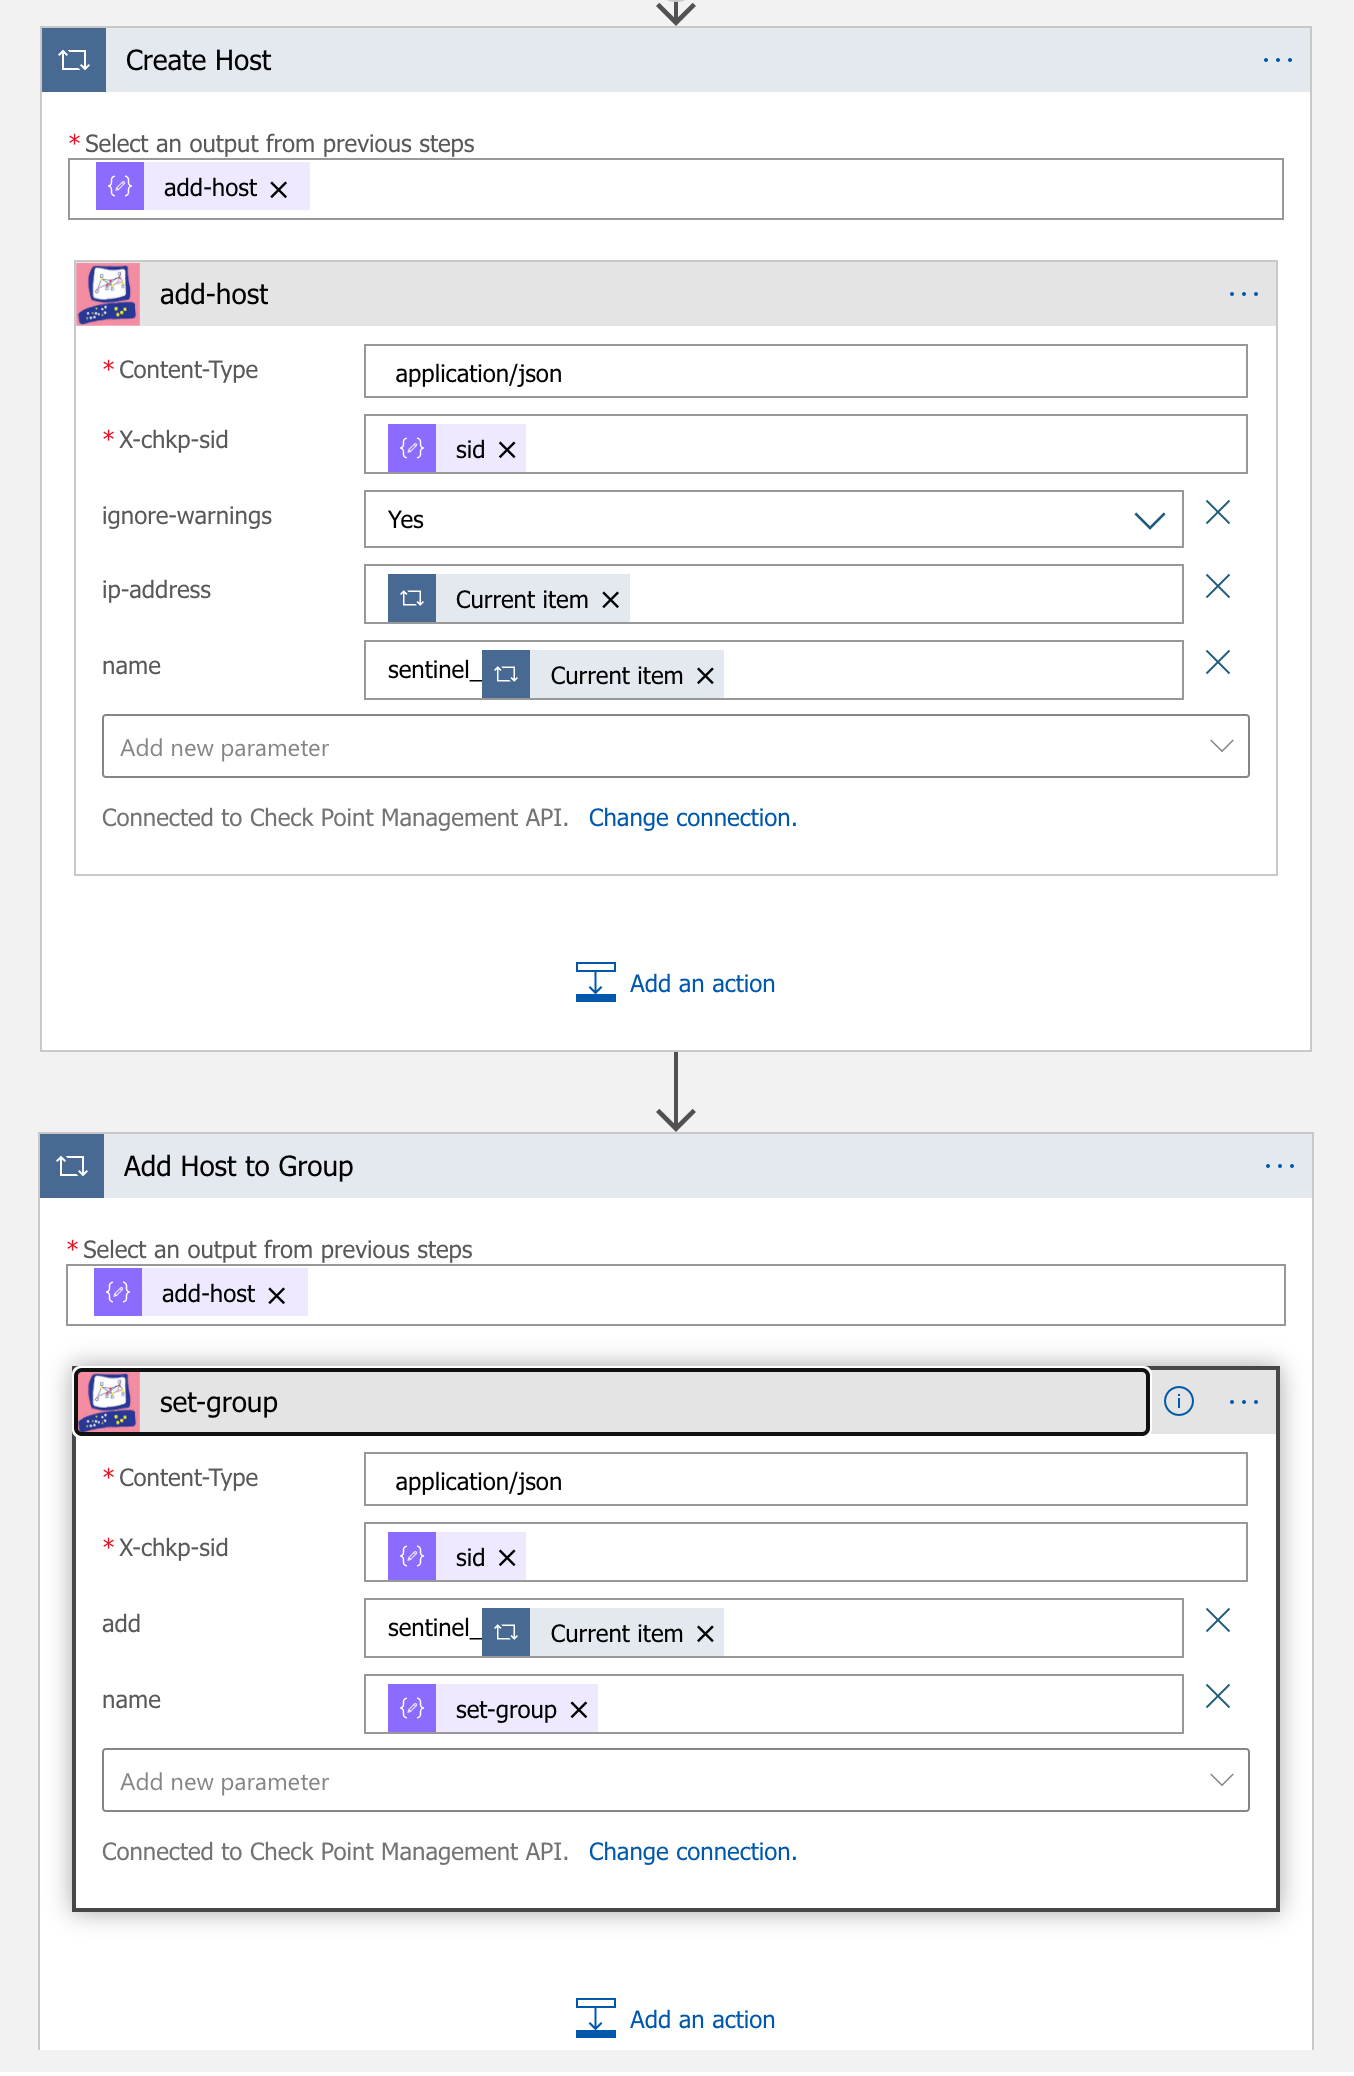 Create Host
* Select an output from previous steps
add-host
add-host
* Content-Type application/json
* X-chkp-sid sid
ignore-warnings Yes
ip-address Current item
name sentinel_ Current item
Add new parameter
Connected to Check Point Management API. Change connection.
Add an action
Add Host to Group
* Select an output from previous steps
add-host
set-group
* Content-Type application/json
* X-chkp-sid sid
add sentinel_ Current item
name set-group
Add new parameter
Connected to Check Point Management API. Change connection.
Add an action